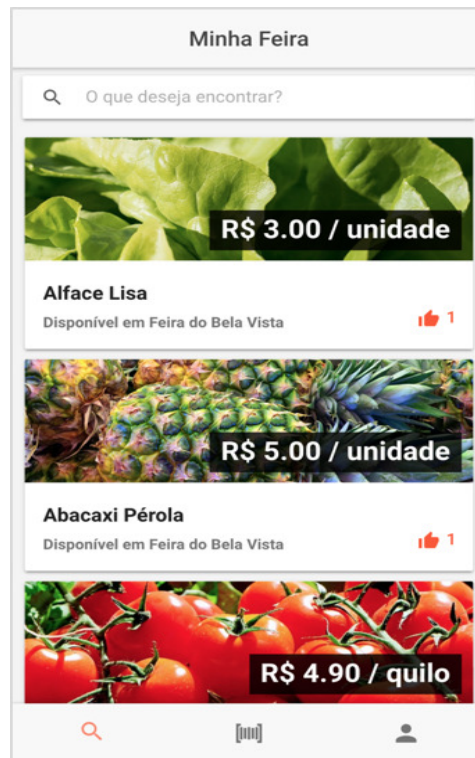 Minha Feira
O que deseja encontrar?
R$ 3.00 / unidade
Alface Lisa
Disponível em Feira do Bela Vista
1
R$ 5.00 / unidade
Abacaxi Pérola
Disponível em Feira do Bela Vista
1
R$ 4.90 / quilo